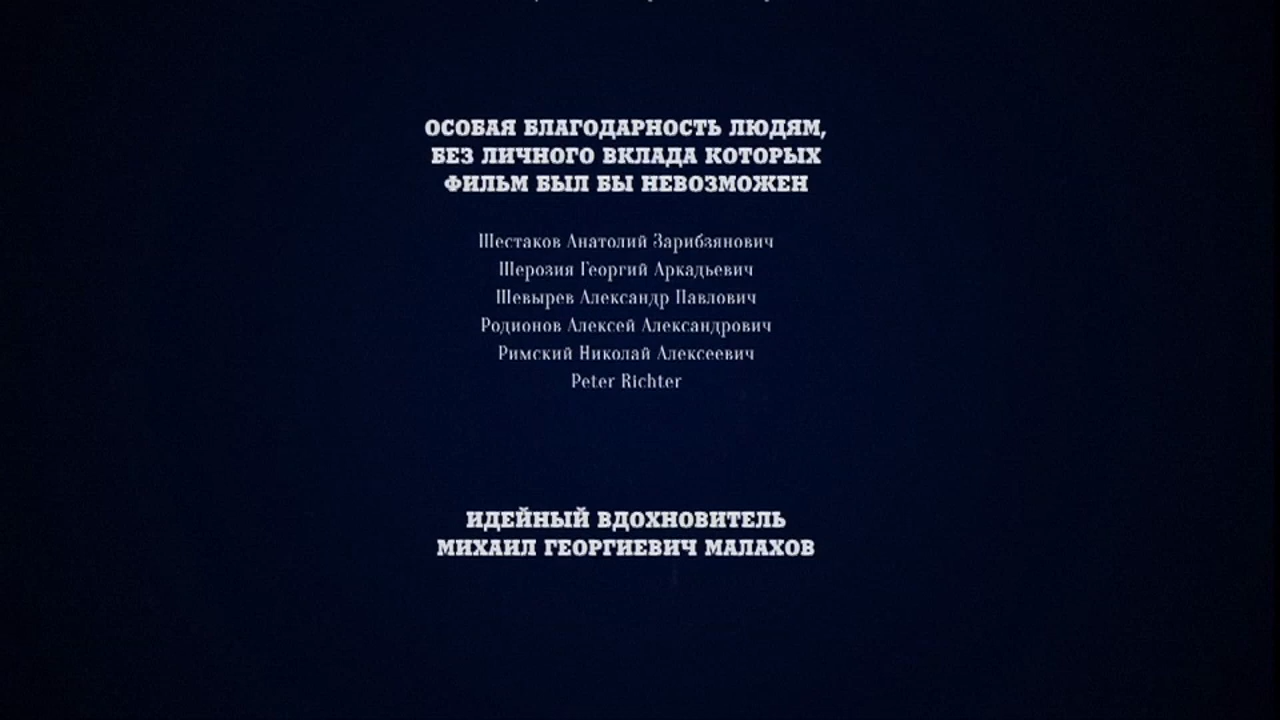 ОСОБАЯ БЛАГОДАРНОСТЬ ЛЮДЯМ,
БЕЗ ЛИЧНОГО ВКЛАДА КОТОРЫХ
ФИЛЬМ БЫЛ БЫ НЕВОЗМОЖЕН
Шестаков Анатолий Зарибзянович
Шерозия Георгий Аркадьевич
Шевырев Александр Павлович
Родионов Алексей Александрович
Римский Николай Алексеевич
Peter Richter
ИДЕЙНЫЙ ВДОХНОВИТЕЛЬ
МИХАИЛ ГЕОРГИЕВИЧ МАЛАХОВ